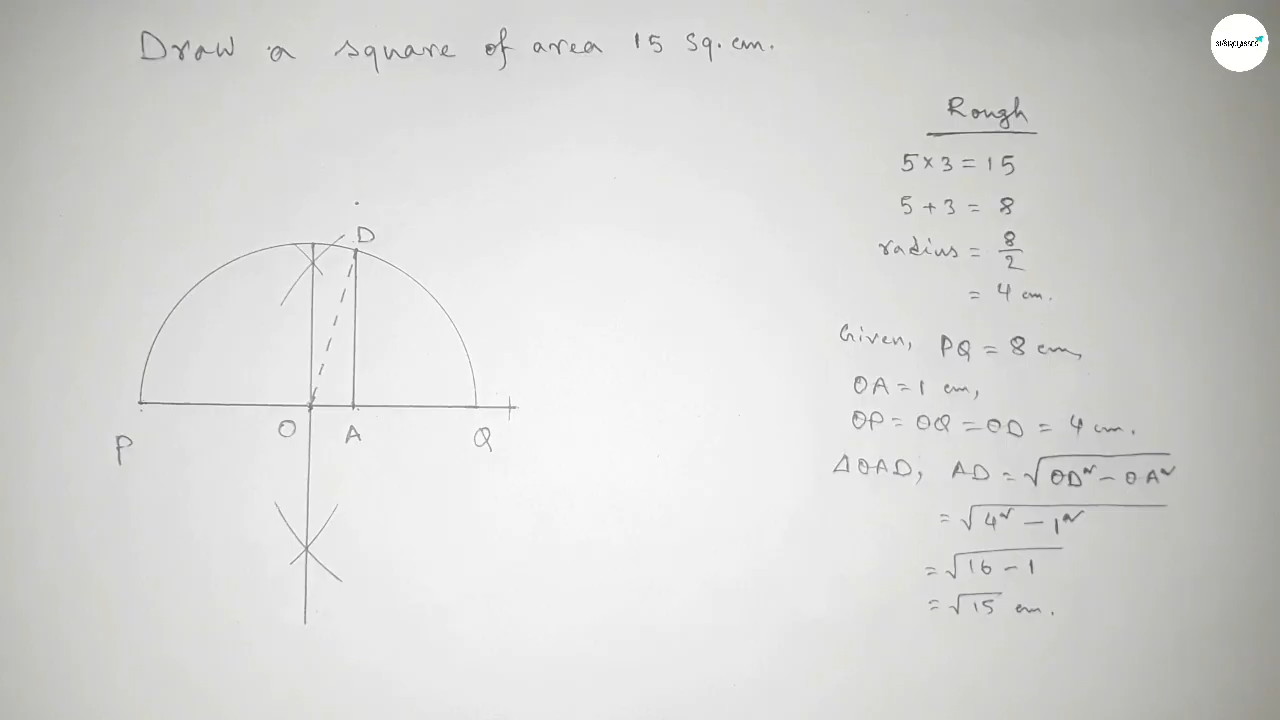 Draw a square of area 15 sq.cm.
Rough
5 × 3 = 15
5 + 3 = 8
radius = 8/2
= 4 cm.
Given, PQ = 8 cm,
OA = 1 cm,
OP = OQ = OD = 4 cm.
ΔOAD, AD = √OD² − OA²
= √4² − 1²
= √16 − 1
= √15 cm.
D
O A Q
P